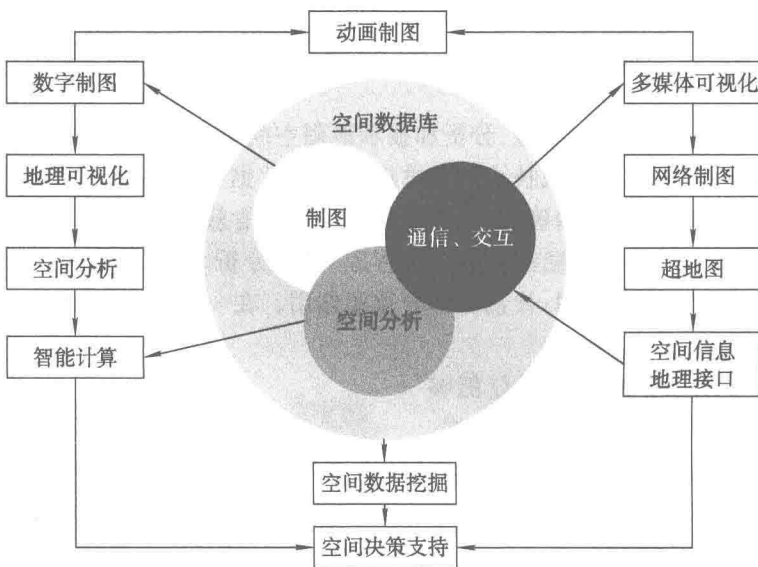 动画制图
数字制图
多媒体可视化
空间数据库
地理可视化
网络制图
制图
通信、交互
空间分析
超地图
空间分析
智能计算
空间信息
地理接口
空间数据挖掘
空间决策支持